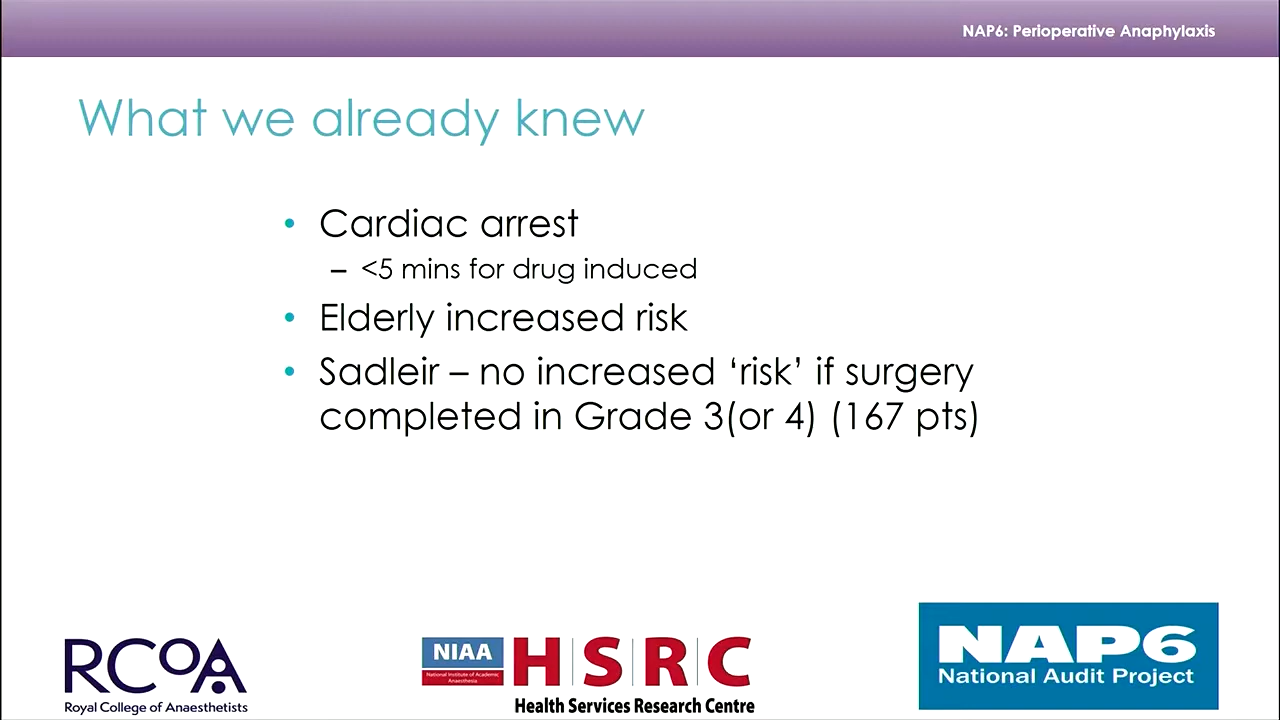 NAP6: Perioperative Anaphylaxis
What we already knew
• Cardiac arrest
– <5 mins for drug induced
• Elderly increased risk
• Sadleir – no increased ‘risk’ if surgery
completed in Grade 3(or 4) (167 pts)
RCOA
Royal College of Anaesthetists
NIAA
National Institute of Academic
Anaesthesia
HSRC
Health Services Research Centre
NAP6
National Audit Project